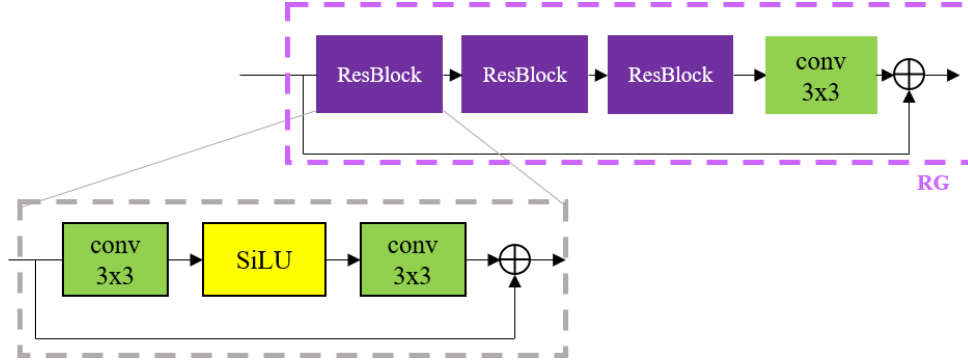 ResBlock
ResBlock
ResBlock
conv
3x3
RG
conv
3x3
SiLU
conv
3x3